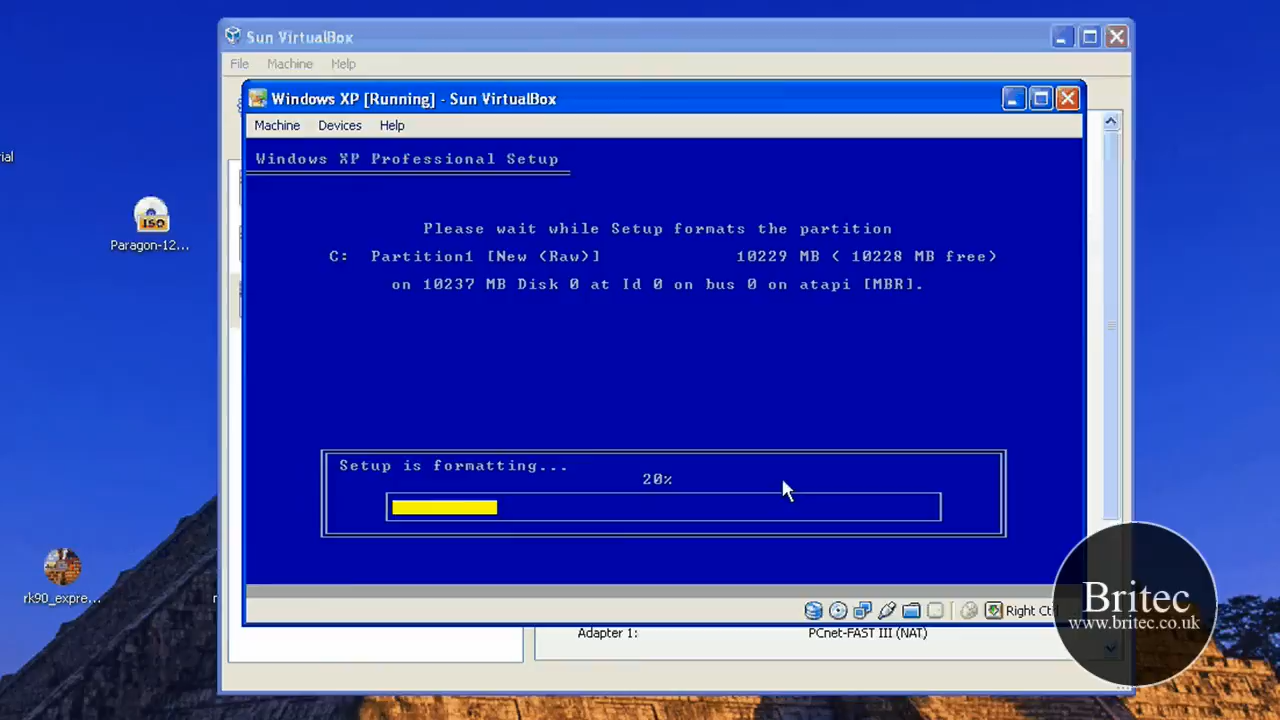 Sun VirtualBox
File Machine Help
Windows XP [Running] - Sun VirtualBox
Machine Devices Help
Windows XP Professional Setup
ial
Paragon-12...
Please wait while Setup formats the partition
C: Partition1 [New (Raw)] 10229 MB ( 10228 MB free)
on 10237 MB Disk 0 at Id 0 on bus 0 on atapi [MBR].
Setup is formatting...
20%
rk90_expre...
Right Ctrl
Adapter 1: PCnet-FAST III (NAT)
Britec
www.britec.co.uk
ISO